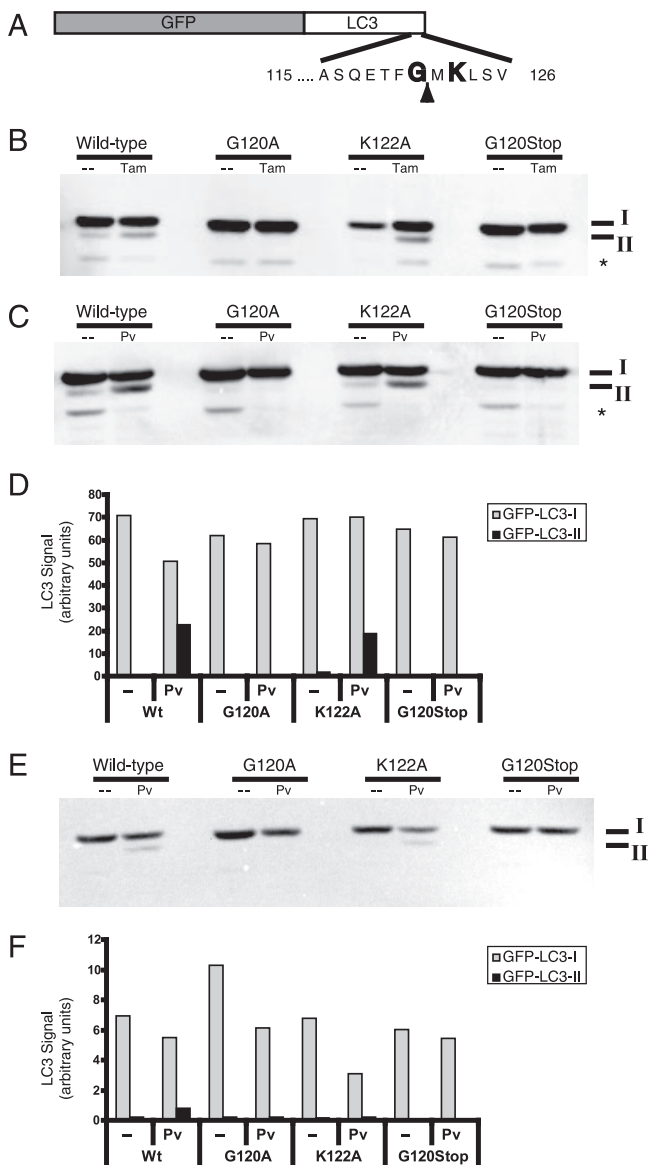 A
GFP LC3
115 .... A S Q E T F G M K L S V 126
B
Wild-type G120A K122A G120Stop
-- Tam -- Tam -- Tam -- Tam
I
II
*
C
Wild-type G120A K122A G120Stop
-- Pv -- Pv -- Pv -- Pv
I
II
*
D
LC3 Signal
(arbitrary units)
80
70
60
50
40
30
20
10
0
GFP-LC3-I
GFP-LC3-II
– Pv – Pv – Pv – Pv
Wt G120A K122A G120Stop
E
Wild-type G120A K122A G120Stop
-- Pv -- Pv -- Pv -- Pv
I
II
F
LC3 Signal
(arbitrary units)
12
10
8
6
4
2
0
GFP-LC3-I
GFP-LC3-II
– Pv – Pv – Pv – Pv
Wt G120A K122A G120Stop